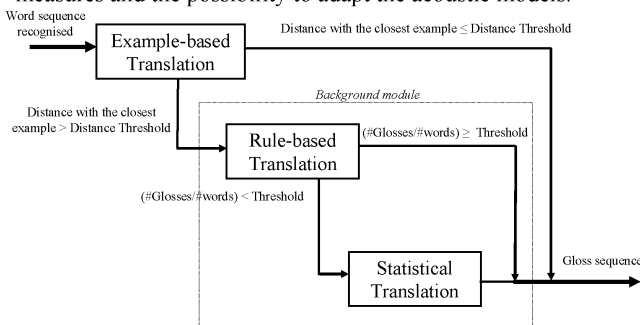 measures and the possibility to adapt the acoustic models.
Word sequence
recognised
Example-based
Translation
Distance with the closest example ≤ Distance Threshold
Distance with the closest
example > Distance Threshold
Background module
Rule-based
Translation
(#Glosses/#words) ≥ Threshold
(#Glosses/#words) < Threshold
Statistical
Translation
Gloss sequence